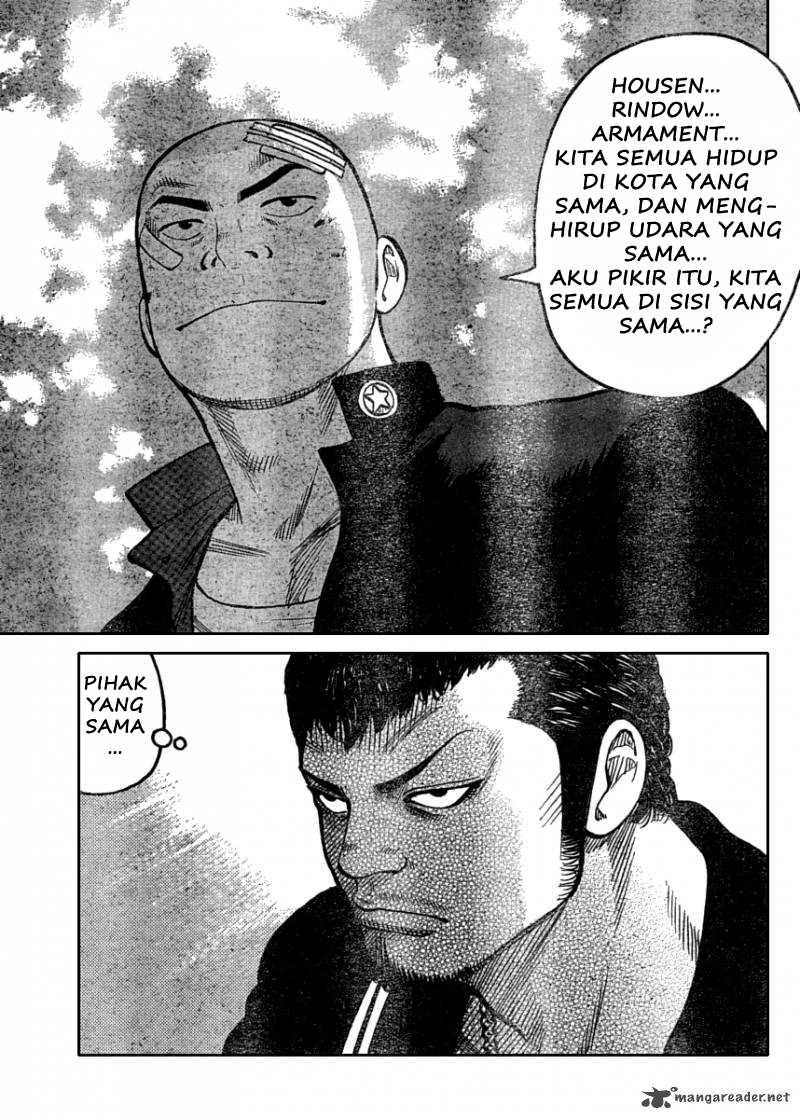 HOUSEN...
RINDOW...
ARMAMENT...
KITA SEMUA HIDUP
DI KOTA YANG
SAMA, DAN MENG-
HIRUP UDARA YANG
SAMA...
AKU PIKIR ITU, KITA
SEMUA DI SISI YANG
SAMA...?
PIHAK
YANG
SAMA
...
mangareader.net